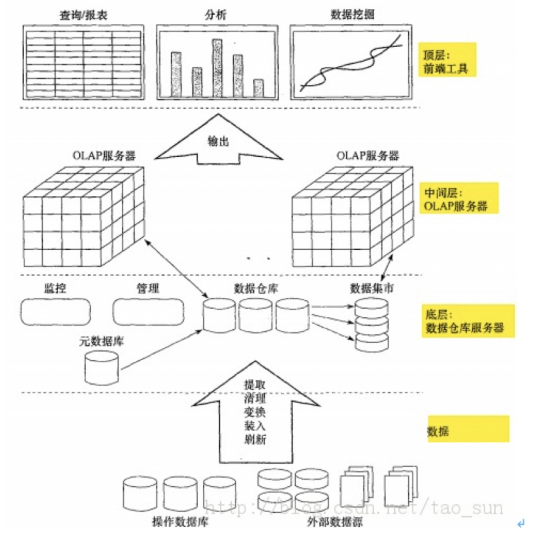 查询/报表
分析
数据挖掘
顶层:
前端工具
输出
OLAP服务器
OLAP服务器
中间层:
OLAP服务器
监控
管理
数据仓库
数据集市
底层:
数据仓库服务器
元数据库
提取
清理
变换
装入
刷新
数据
操作数据库
外部数据源
http://blog.csdn.net/tao_sun